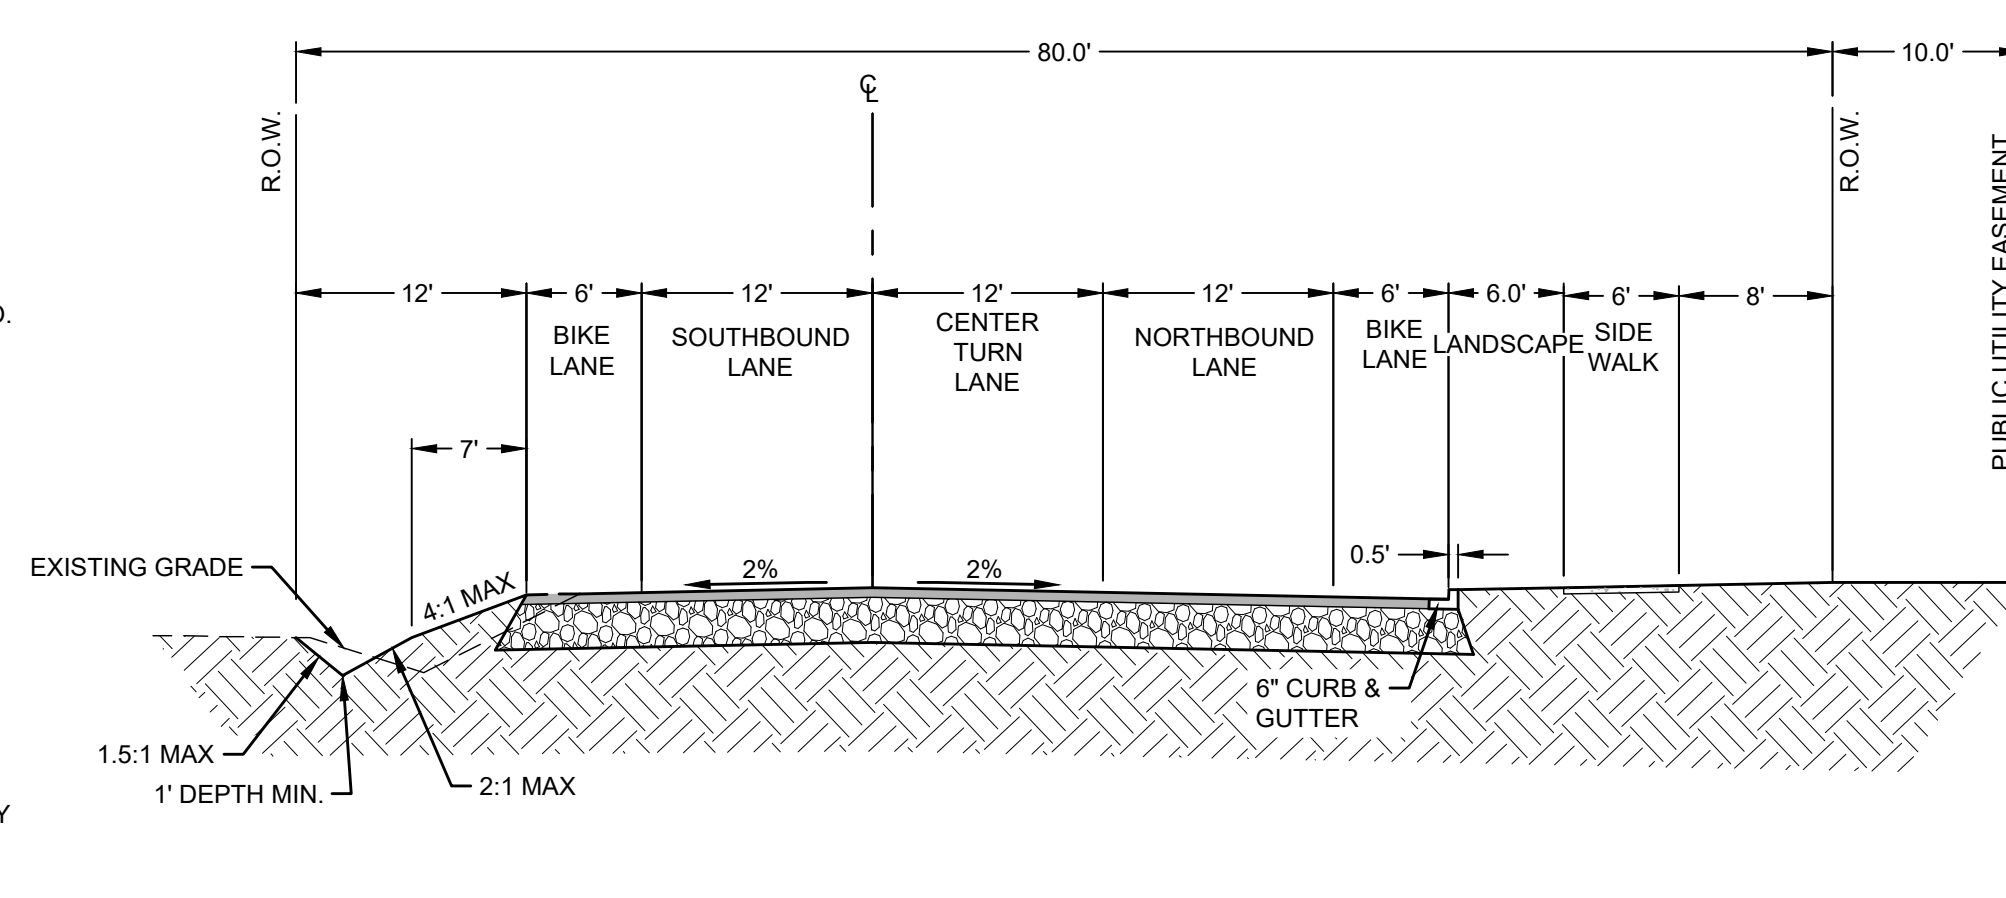 80.0'
10.0'
℄
R.O.W.
R.O.W.
PUBLIC UTILITY EASEMENT
12'
6'
12'
12'
12'
6'
6.0'
6'
8'
BIKE
LANE
SOUTHBOUND
LANE
CENTER
TURN
LANE
NORTHBOUND
LANE
BIKE
LANE
LANDSCAPE
SIDE
WALK
7'
0.5'
EXISTING GRADE
4:1 MAX
2%
2%
6" CURB &
GUTTER
1.5:1 MAX
1' DEPTH MIN.
2:1 MAX